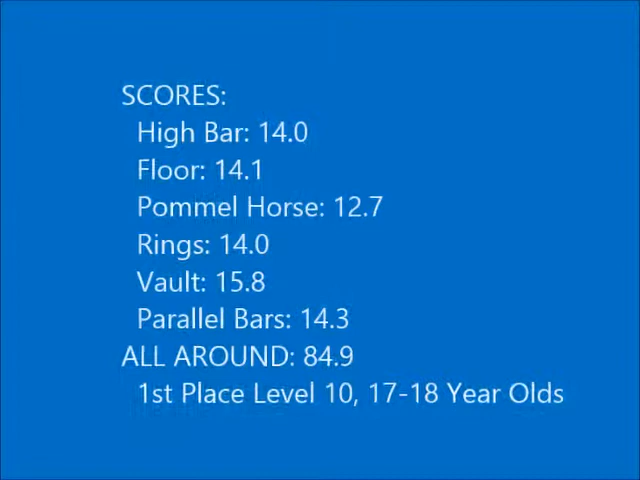 SCORES:
High Bar: 14.0
Floor: 14.1
Pommel Horse: 12.7
Rings: 14.0
Vault: 15.8
Parallel Bars: 14.3
ALL AROUND: 84.9
1st Place Level 10, 17-18 Year Olds